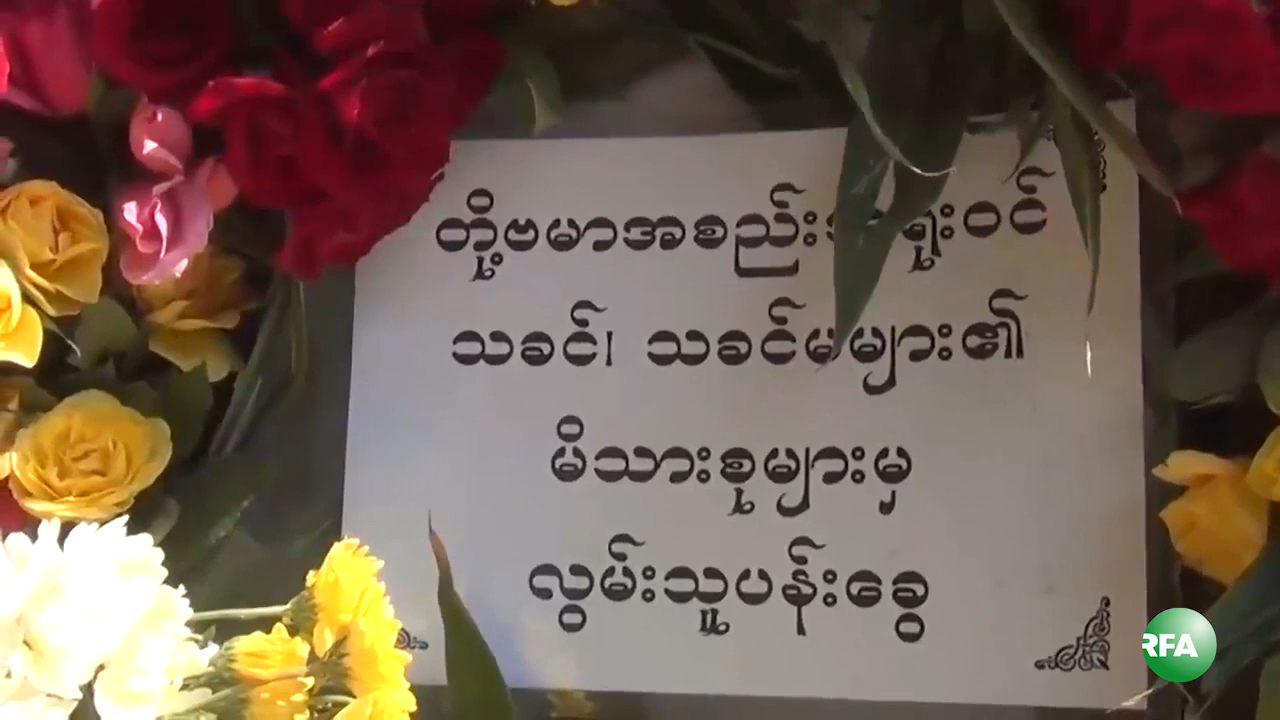 တို့ဗမာအစည်းအရုံးဝင်
သခင်၊ သခင်မများ၏
မိသားစုများမှ
လွမ်းသူပန်းခွေ
RFA